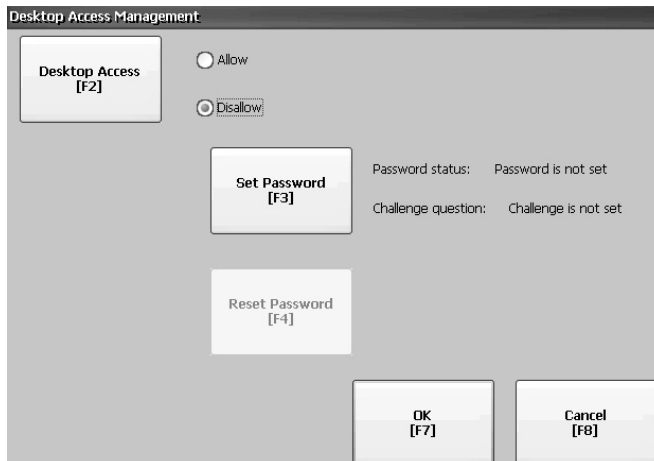 Desktop Access Management
Desktop Access
[F2]
Allow
Disallow
Set Password
[F3]
Password status: Password is not set
Challenge question: Challenge is not set
Reset Password
[F4]
OK
[F7]
Cancel
[F8]